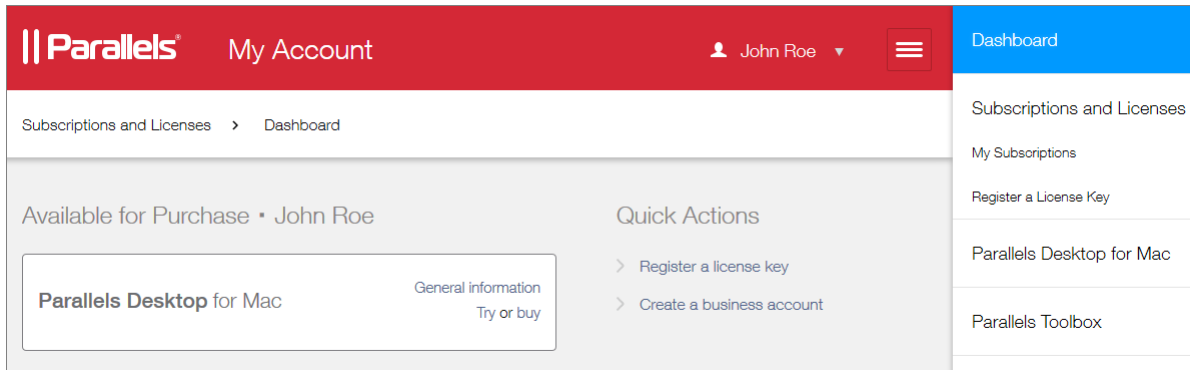 Parallels® My Account John Roe
Subscriptions and Licenses > Dashboard
Available for Purchase • John Roe
Parallels Desktop for Mac
General information
Try or buy
Quick Actions
Register a license key
Create a business account
Dashboard
Subscriptions and Licenses
My Subscriptions
Register a License Key
Parallels Desktop for Mac
Parallels Toolbox